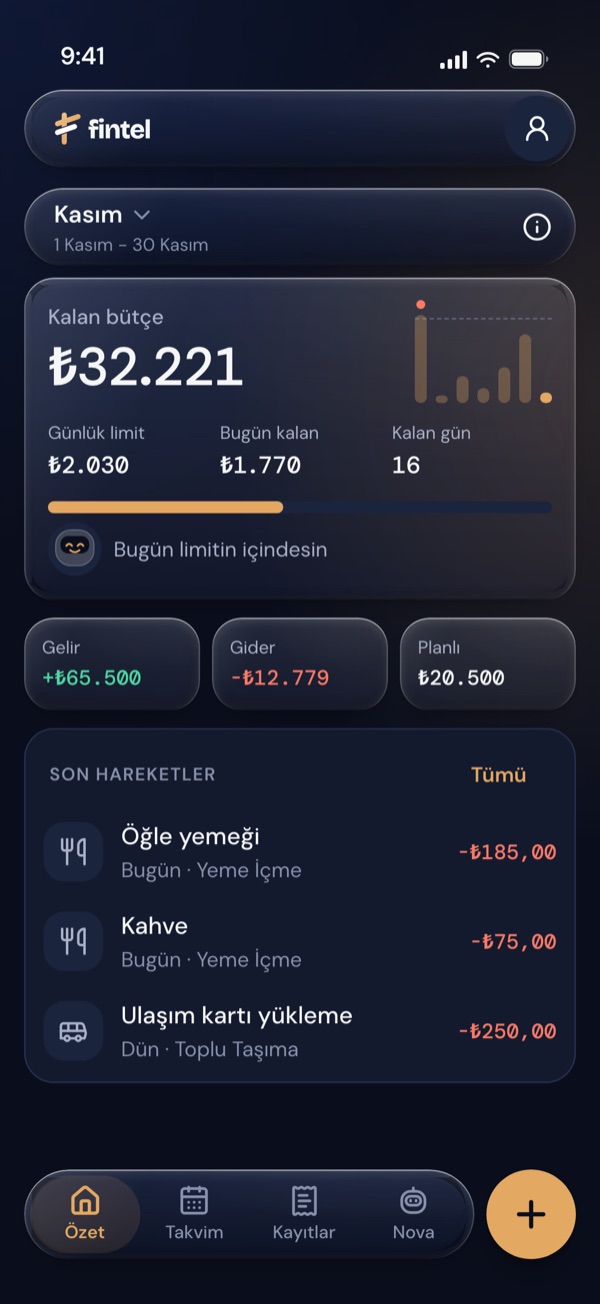 9:41
fintel
Kasım
1 Kasım – 30 Kasım
Kalan bütçe
₺32.221
Günlük limit
Bugün kalan
Kalan gün
₺2.030
₺1.770
16
Bugün limitin içindesin
Gelir
Gider
Planlı
+₺65.500
-₺12.779
₺20.500
SON HAREKETLER
Tümü
Öğle yemeği
Bugün · Yeme İçme
-₺185,00
Kahve
Bugün · Yeme İçme
-₺75,00
Ulaşım kartı yükleme
Dün · Toplu Taşıma
-₺250,00
Özet
Takvim
Kayıtlar
Nova